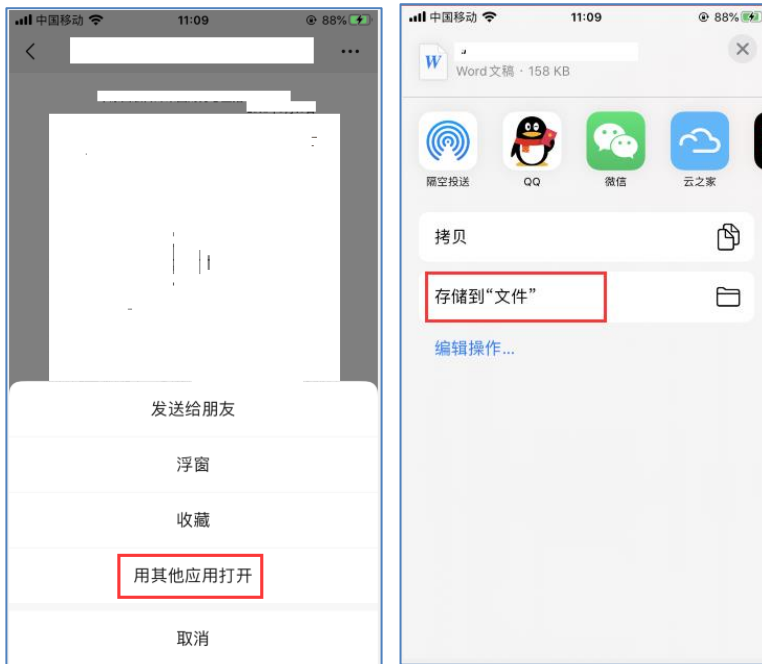 中国移动 11:09 88%
发送给朋友
浮窗
收藏
用其他应用打开
取消
中国移动 11:09 88%
W
Word 文稿 · 158 KB
隔空投送 QQ 微信 云之家
拷贝
存储到“文件”
编辑操作...